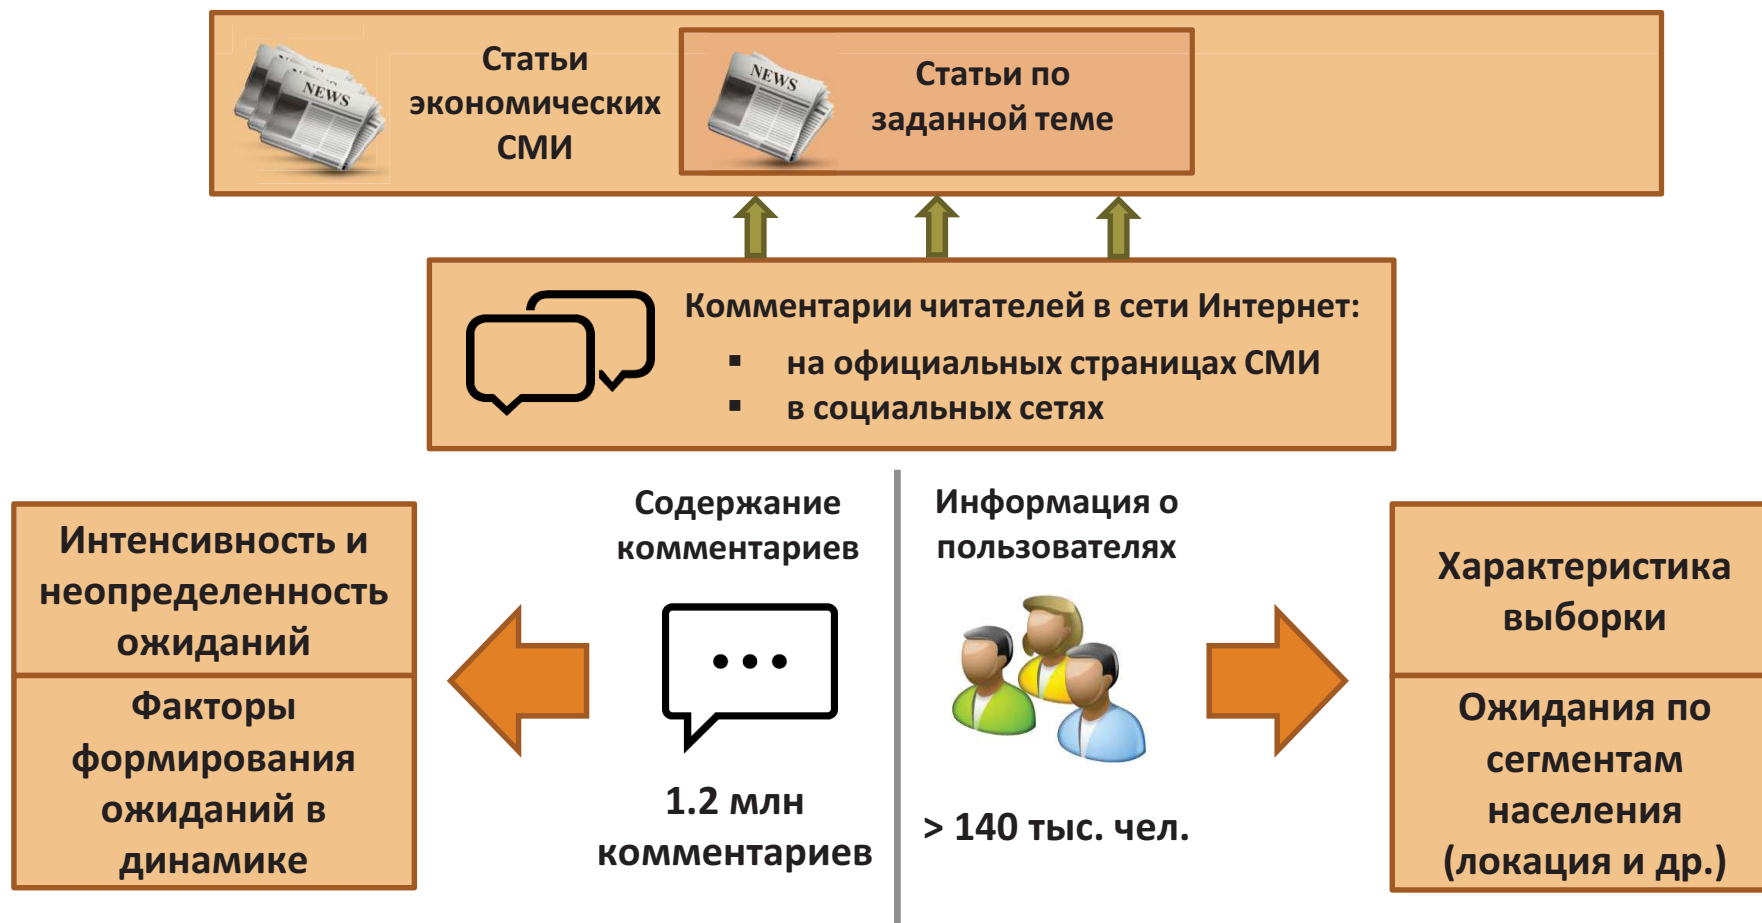 Статьи
экономических
СМИ
NEWS
Статьи по
заданной теме
NEWS
Комментарии читателей в сети Интернет:
▪ на официальных страницах СМИ
▪ в социальных сетях
Интенсивность и
неопределенность
ожиданий
Факторы
формирования
ожиданий в
динамике
Содержание
комментариев
1.2 млн
комментариев
Информация о
пользователях
> 140 тыс. чел.
Характеристика
выборки
Ожидания по
сегментам
населения
(локация и др.)